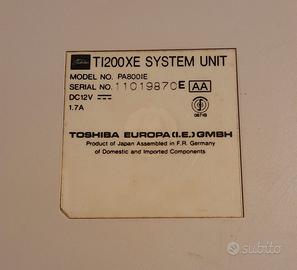 Toshiba T1200XE SYSTEM UNIT
MODEL NO. PA8001E
SERIAL NO. 11019870E AA
DC12V
1.7A
TOSHIBA EUROPA (I.E.) GMBH
Product of Japan Assembled in F.R. Germany
of Domestic and Imported Components
subito